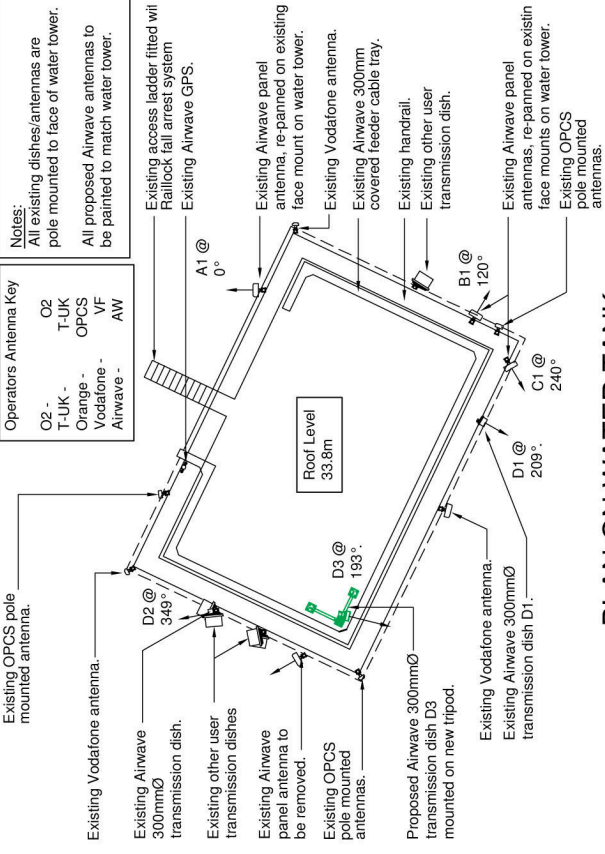 Notes:
All existing dishes/antennas are
pole mounted to face of water tower.
All proposed Airwave antennas to
be painted to match water tower.
Operators Antenna Key
O2 - O2
T-UK - T-UK
Orange - OPCS
Vodafone - VF
Airwave - AW
Existing OPCS pole
mounted antenna.
Existing Vodafone antenna.
Existing Airwave
300mmØ
transmission dish.
Existing other user
transmission dishes
Existing Airwave
panel antenna to
be removed.
Existing OPCS
pole mounted
antennas.
Proposed Airwave 300mmØ
transmission dish D3
mounted on new tripod.
Existing Vodafone antenna.
Existing Airwave 300mmØ
transmission dish D1.
D2 @
349°.
D3 @
193°.
Roof Level
33.8m
A1 @
0°
B1 @
120°
C1 @
240°
D1 @
209°.
Existing access ladder fitted
Raillock fall arrest system
Existing Airwave GPS.
Existing Airwave panel
antenna, re-panned on existing
face mount on water tower.
Existing Vodafone antenna.
Existing Airwave 300mm
covered feeder cable tray.
Existing handrail.
Existing other user
transmission dish.
Existing Airwave panel
antennas, re-panned on existin
face mounts on water tower.
Existing OPCS
pole mounted
antennas.
PLAN ON WATER TANK